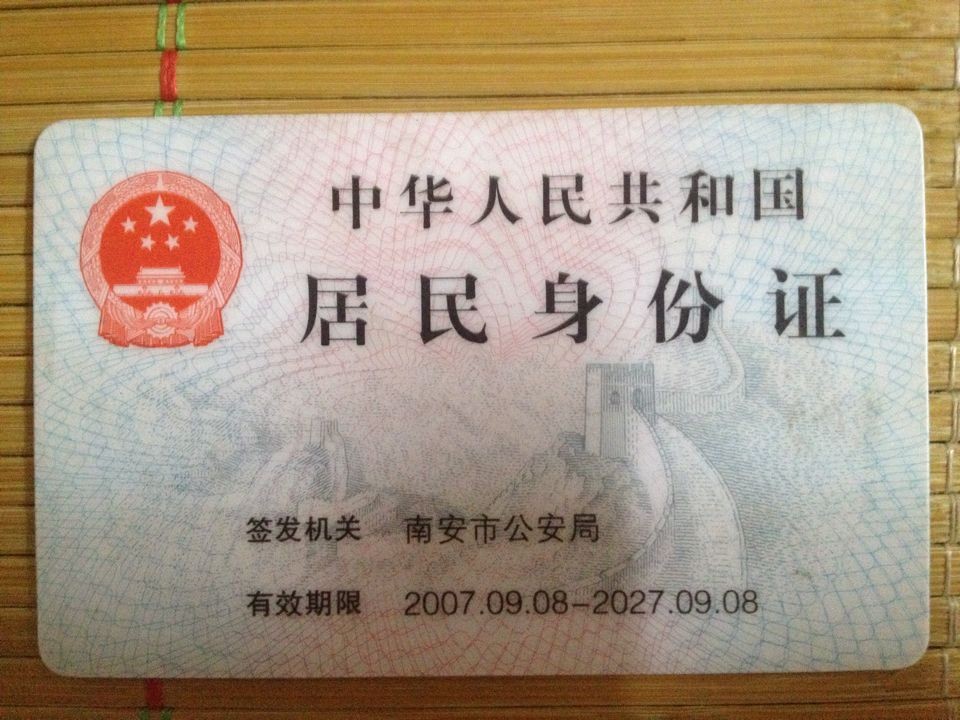 中华人民共和国
居民身份证
签发机关 南安市公安局
有效期限 2007.09.08-2027.09.08